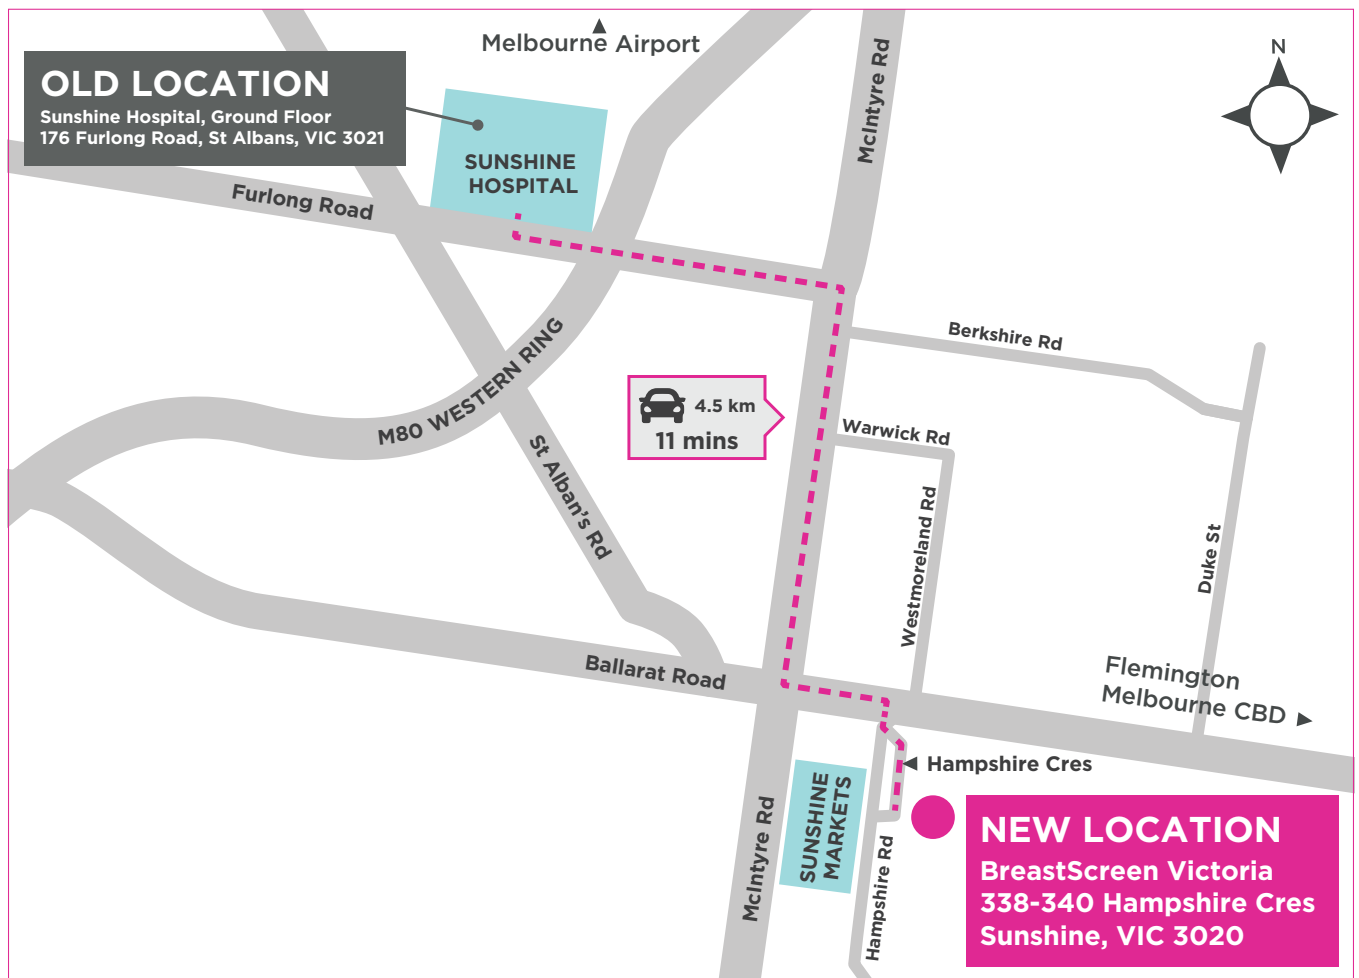 Melbourne Airport
N
OLD LOCATION
Sunshine Hospital, Ground Floor
176 Furlong Road, St Albans, VIC 3021
McIntyre Rd
SUNSHINE
HOSPITAL
Furlong Road
Berkshire Rd
M80 WESTERN RING
4.5 km
11 mins
Warwick Rd
St Alban's Rd
Westmoreland Rd
Duke St
Ballarat Road
Flemington
Melbourne CBD
Hampshire Cres
SUNSHINE
MARKETS
McIntyre Rd
Hampshire Rd
NEW LOCATION
BreastScreen Victoria
338-340 Hampshire Cres
Sunshine, VIC 3020